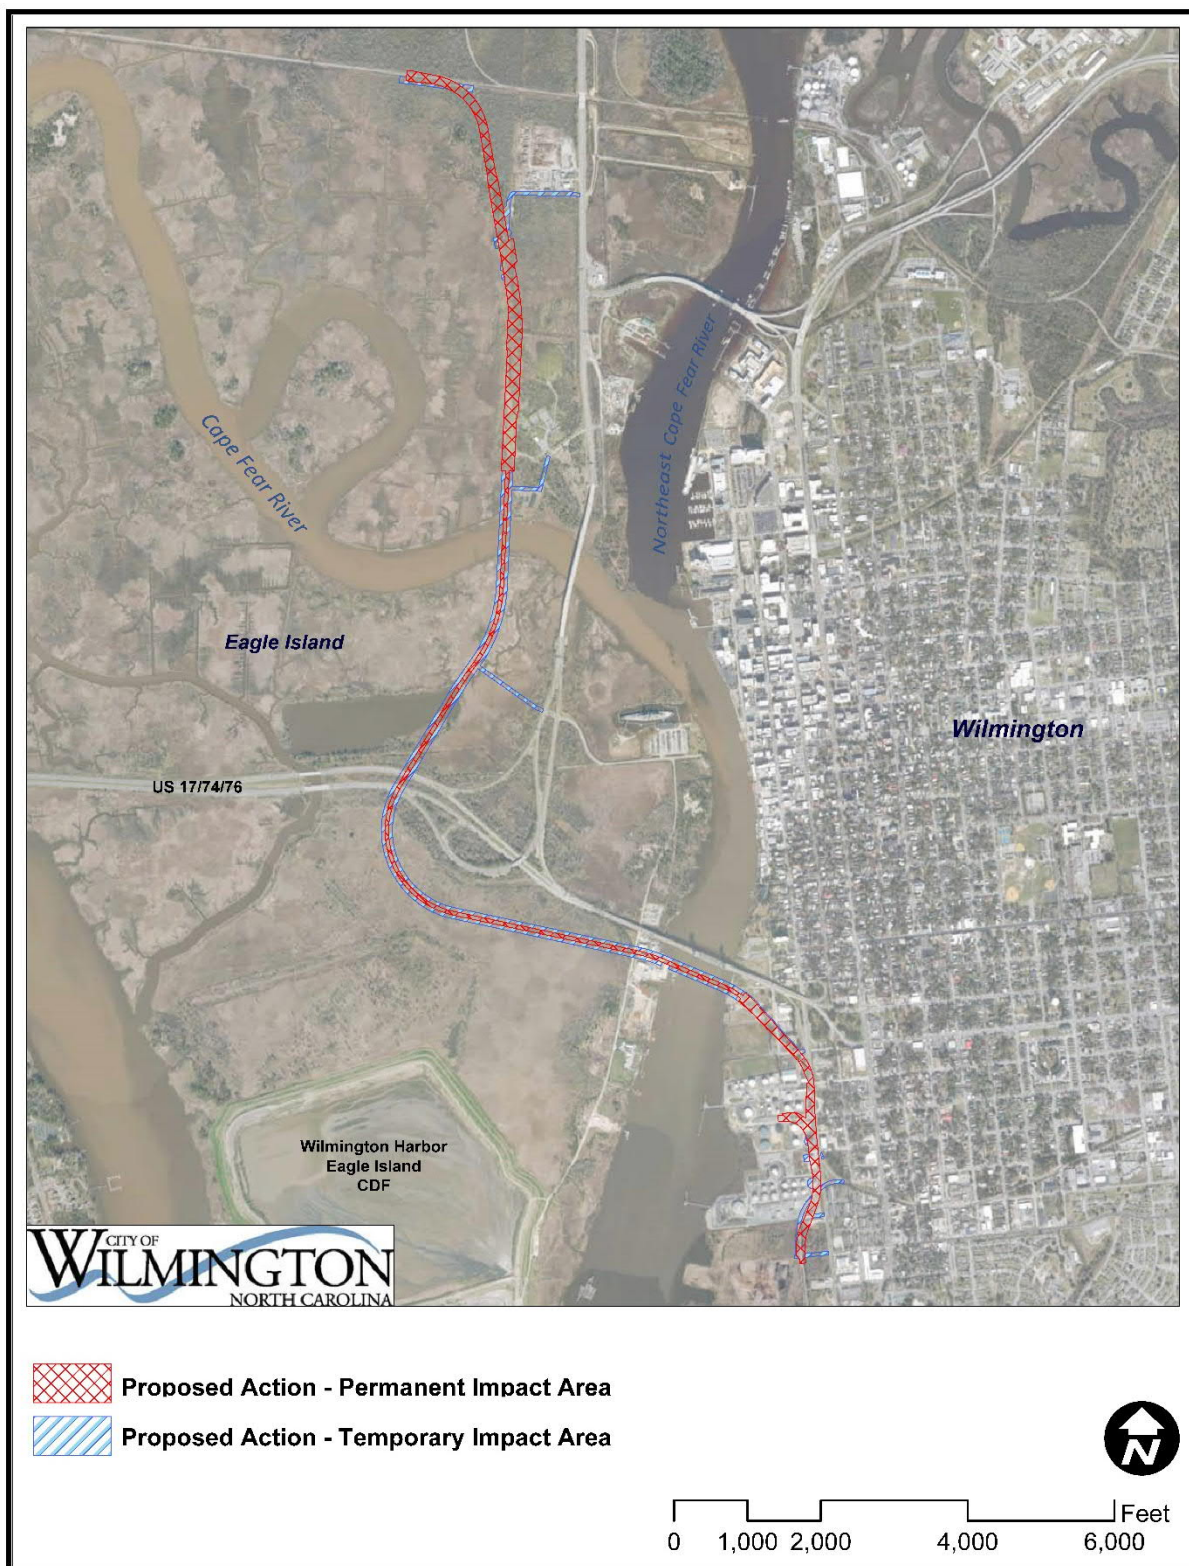 Cape Fear River
Northeast Cape Fear River
Eagle Island
Wilmington
US 17/74/76
Wilmington Harbor
Eagle Island
CDF
CITY OF
WILMINGTON
NORTH CAROLINA
Proposed Action - Permanent Impact Area
Proposed Action - Temporary Impact Area
N
Feet
0 1,000 2,000 4,000 6,000